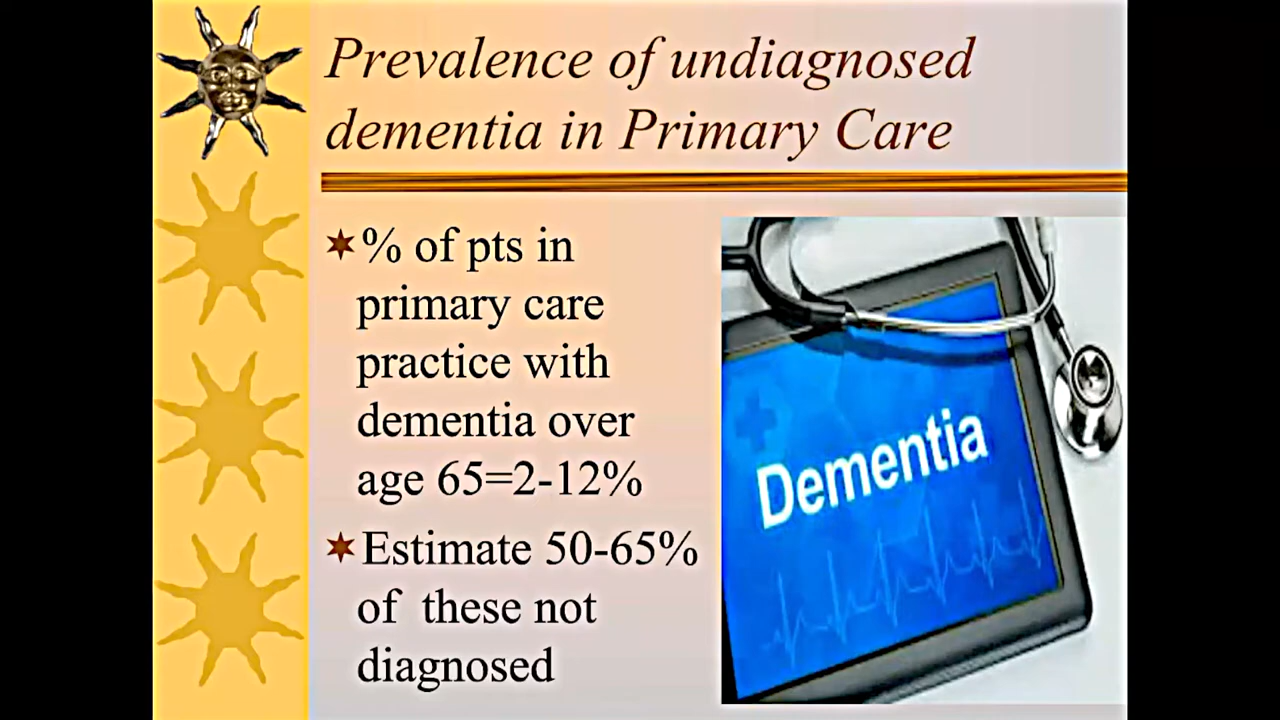 Prevalence of undiagnosed
dementia in Primary Care
% of pts in
primary care
practice with
dementia over
age 65=2-12%
Estimate 50-65%
of these not
diagnosed
Dementia